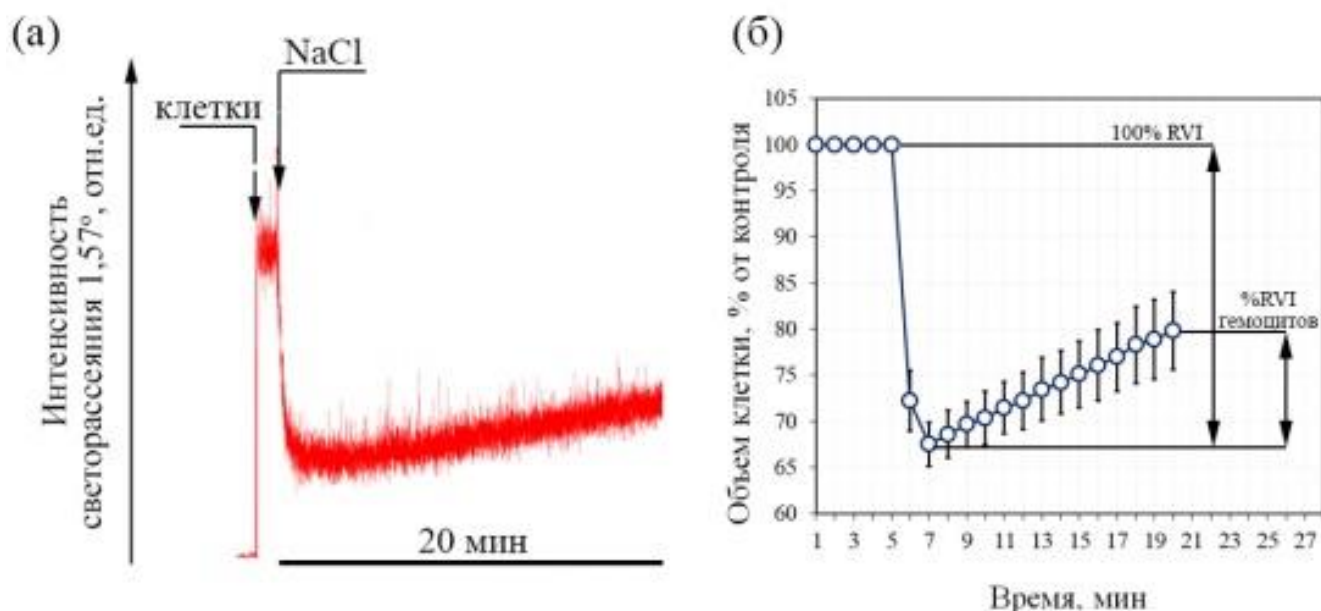 (а)
NaCl
клетки
Интенсивность
светорассеяния 1,57°, отн.ед.
20 мин
(б)
Объем клетки, % от контроля
105
100
95
90
85
80
75
70
65
60
100% RVI
%RVI
гемоцитов
1 3 5 7 9 11 13 15 17 19 21 23 25 27
Время, мин